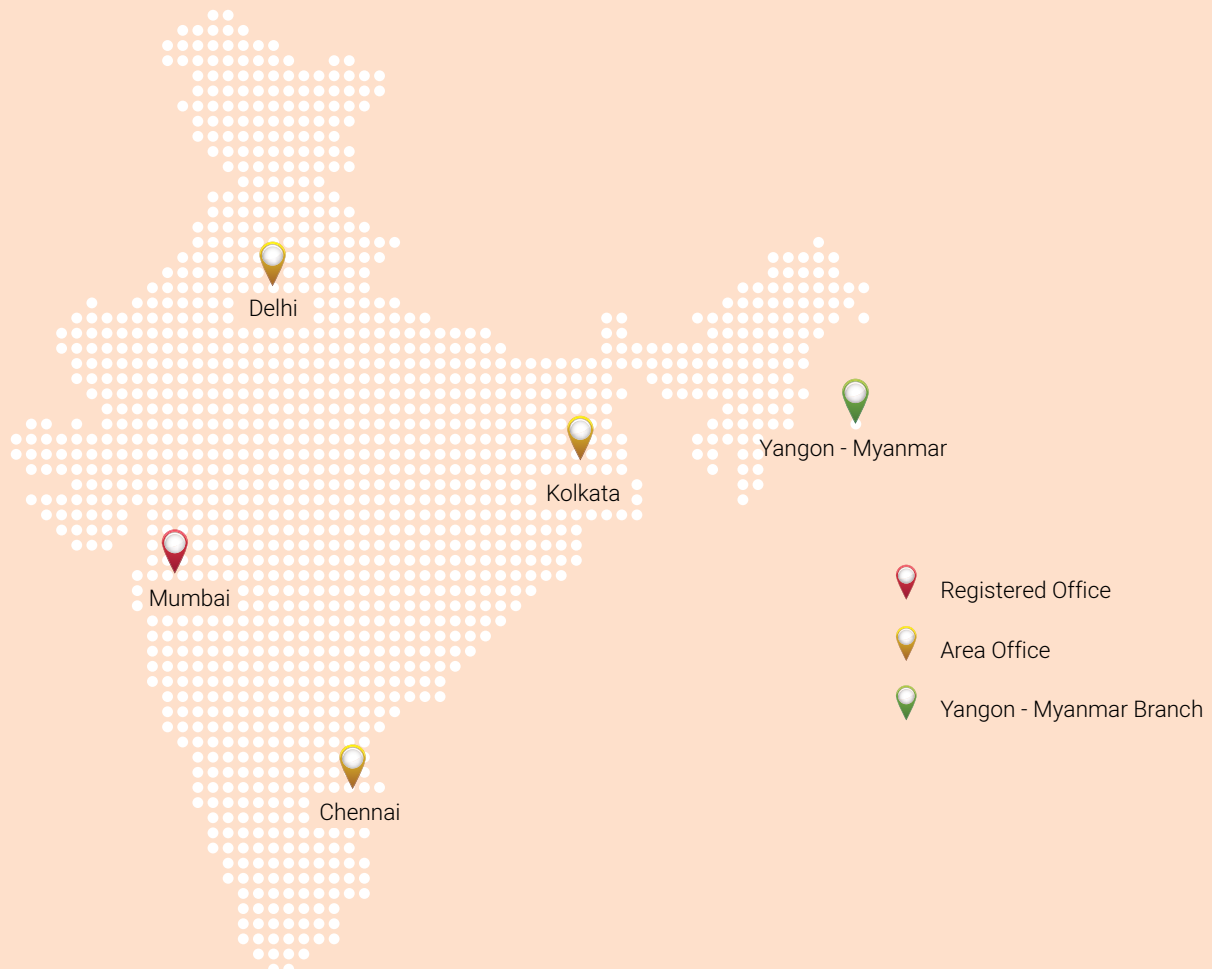 Delhi
Yangon - Myanmar
Kolkata
Mumbai
Registered Office
Area Office
Yangon - Myanmar Branch
Chennai